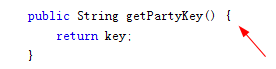 public String getPartyKey() {
    return key;
}